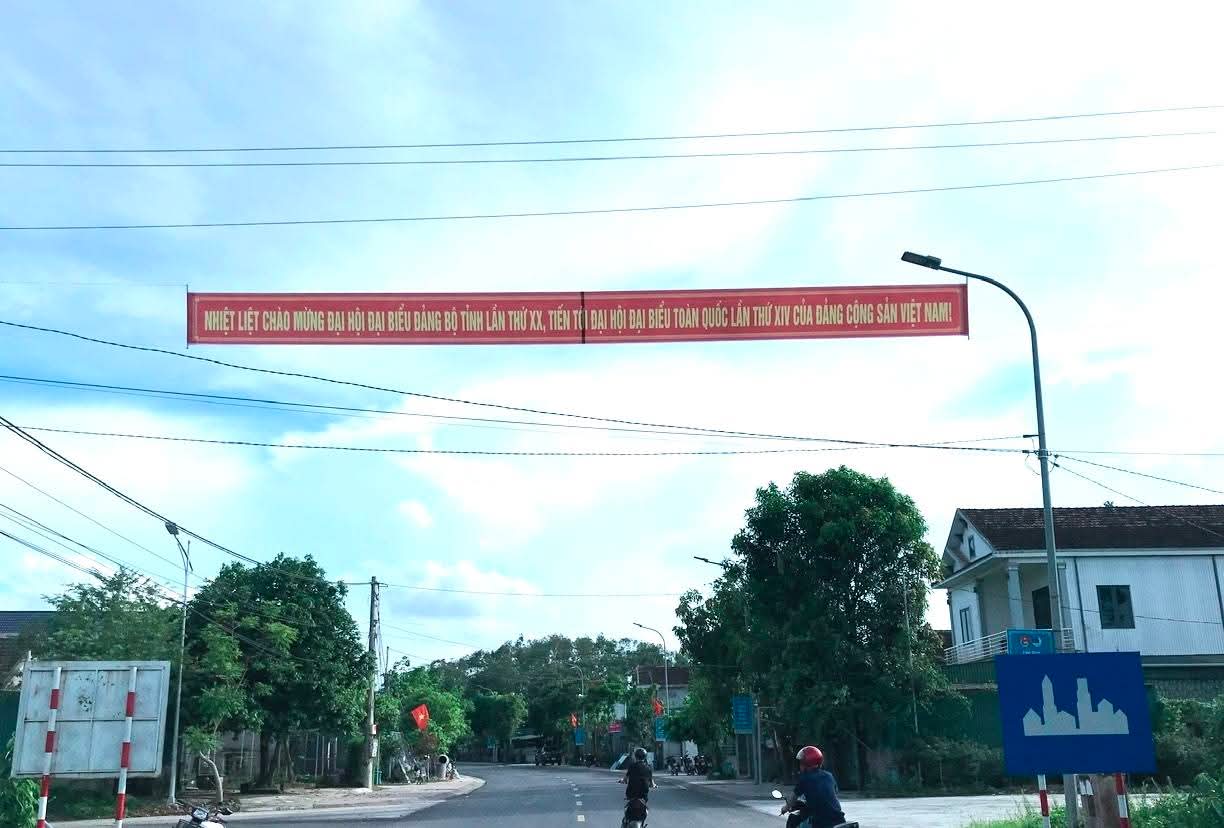 NHIỆT LIỆT CHÀO MỪNG ĐẠI HỘI ĐẠI BIỂU ĐẢNG BỘ TỈNH LẦN THỨ XX, TIẾN TỚI ĐẠI HỘI ĐẠI BIỂU TOÀN QUỐC LẦN THỨ XIV CỦA ĐẢNG CỘNG SẢN VIỆT NAM!